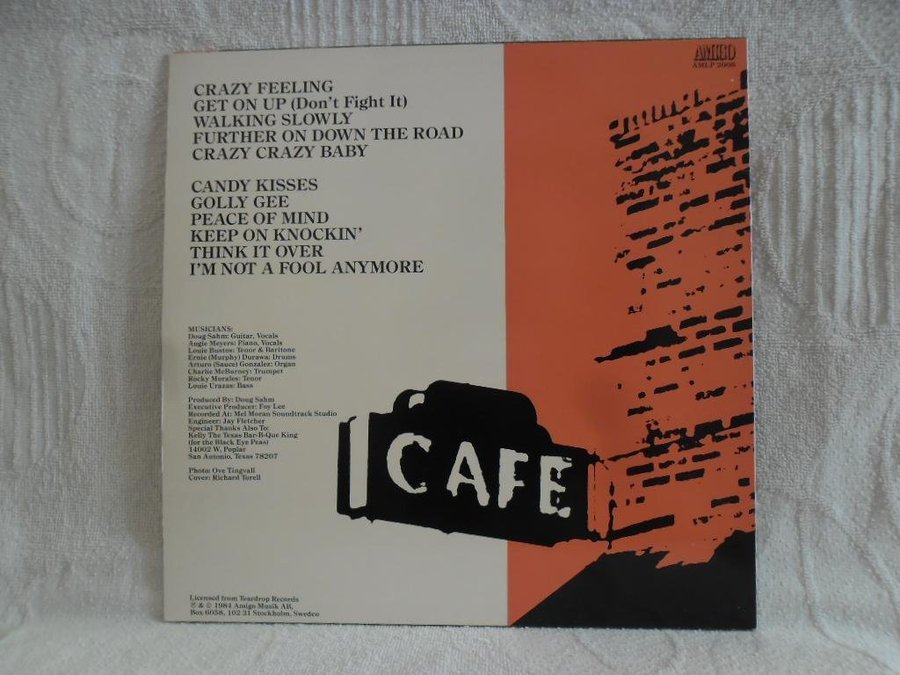 AMIGO
AMLP 2006
CRAZY FEELING
GET ON UP (Don't Fight It)
WALKING SLOWLY
FURTHER ON DOWN THE ROAD
CRAZY CRAZY BABY
CANDY KISSES
GOLLY GEE
PEACE OF MIND
KEEP ON KNOCKIN'
THINK IT OVER
I'M NOT A FOOL ANYMORE
MUSICIANS:
Doug Sahm: Guitar, Vocals
Augie Meyers: Piano, Vocals
Louie Bustos: Tenor & Baritone
Ernie (Murphy) Durawa: Drums
Arturo (Sauce) Gonzalez: Organ
Charlie McBurney: Trumpet
Rocky Morales: Tenor
Louie Urazas: Bass
Produced By: Doug Sahm
Executive Producer: Foy Lee
Recorded At: Mel Moran Soundtrack Studio
Engineer: Jay Fletcher
Special Thanks Also To:
Kelly The Texas Bar-B-Que King
(for the Black Eye Peas)
14002 W. Poplar
San Antonio, Texas 78207
Photo: Ove Tingvall
Cover: Richard Torell
CAFE
Licensed from Teardrop Records
℗ & © 1984 Amigo Musik AB,
Box 6058, 102 31 Stockholm, Sweden